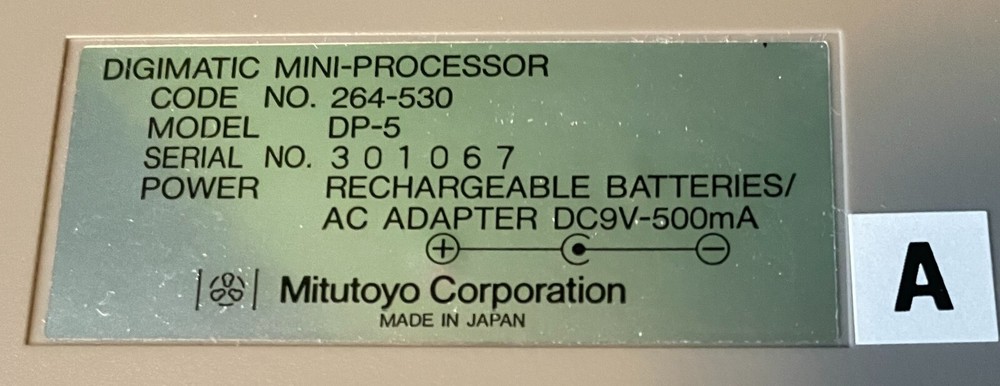 DIGIMATIC MINI-PROCESSOR
CODE NO. 264-530
MODEL DP-5
SERIAL NO. 301067
POWER RECHARGEABLE BATTERIES/
AC ADAPTER DC9V-500mA
Mitutoyo Corporation
MADE IN JAPAN
A